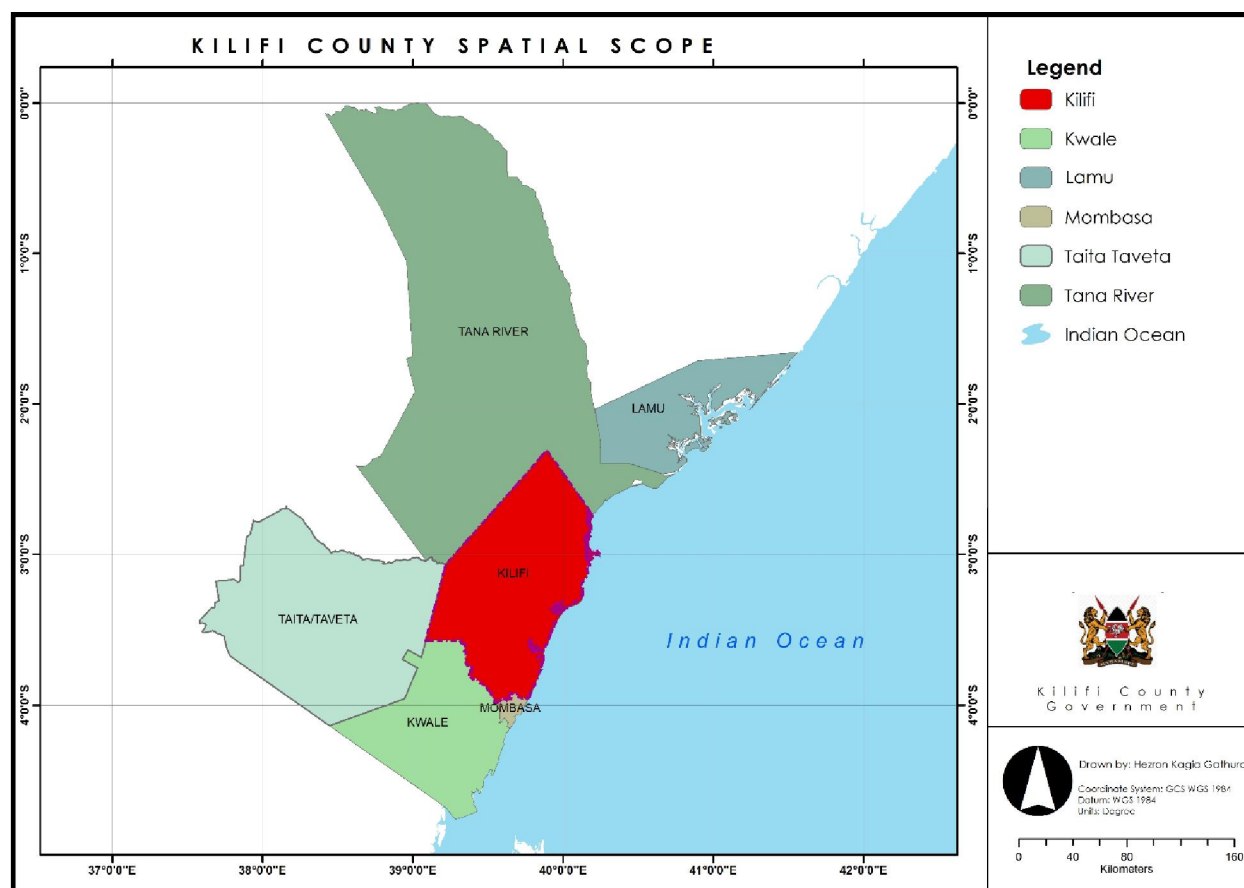 KILIFI COUNTY SPATIAL SCOPE
Legend
Kilifi
Kwale
Lamu
Mombasa
Taita Taveta
Tana River
Indian Ocean
0°0'0"
1°0'0"S
2°0'0"S
3°0'0"S
4°0'0"S
0°0'0"
1°0'0"S
2°0'0"S
3°0'0"S
4°0'0"S
TANA RIVER
LAMU
KILIFI
TAITA/TAVETA
Indian Ocean
MOMBASA
KWALE
37°0'0"E
38°0'0"E
39°0'0"E
40°0'0"E
41°0'0"E
42°0'0"E
Kilifi County
Government
Drawn by: Hezron Kagia Gathura
Coordinate System: GCS WGS 1984
Datum: WGS 1984
Units: Degree
0 40 80 160
Kilometers